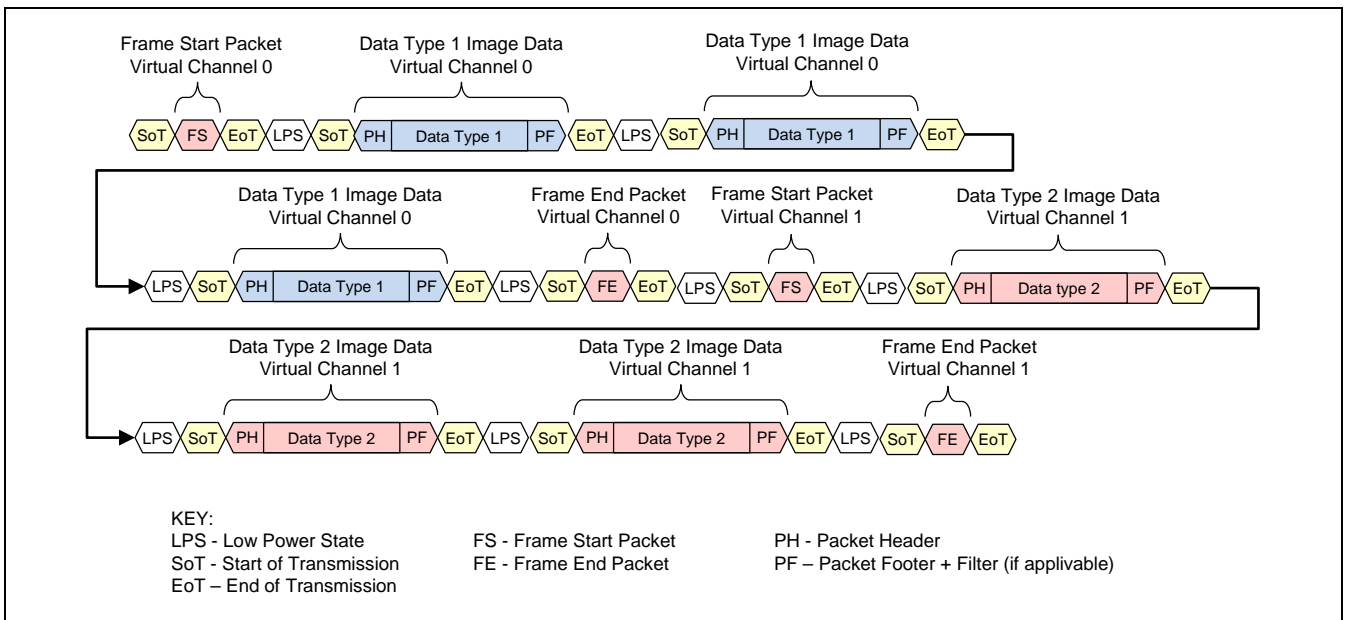 Frame Start Packet
Virtual Channel 0
Data Type 1 Image Data
Virtual Channel 0
Data Type 1 Image Data
Virtual Channel 0
SoT FS EoT LPS SoT PH Data Type 1 PF EoT LPS SoT PH Data Type 1 PF EoT
Data Type 1 Image Data
Virtual Channel 0
Frame End Packet
Virtual Channel 0
Frame Start Packet
Virtual Channel 1
Data Type 2 Image Data
Virtual Channel 1
LPS SoT PH Data Type 1 PF EoT LPS SoT FE EoT LPS SoT FS EoT LPS SoT PH Data type 2 PF EoT
Data Type 2 Image Data
Virtual Channel 1
Data Type 2 Image Data
Virtual Channel 1
Frame End Packet
Virtual Channel 1
LPS SoT PH Data Type 2 PF EoT LPS SoT PH Data Type 2 PF EoT LPS SoT FE EoT
KEY:
LPS - Low Power State
SoT - Start of Transmission
EoT – End of Transmission
FS - Frame Start Packet
FE - Frame End Packet
PH - Packet Header
PF – Packet Footer + Filter (if applivable)